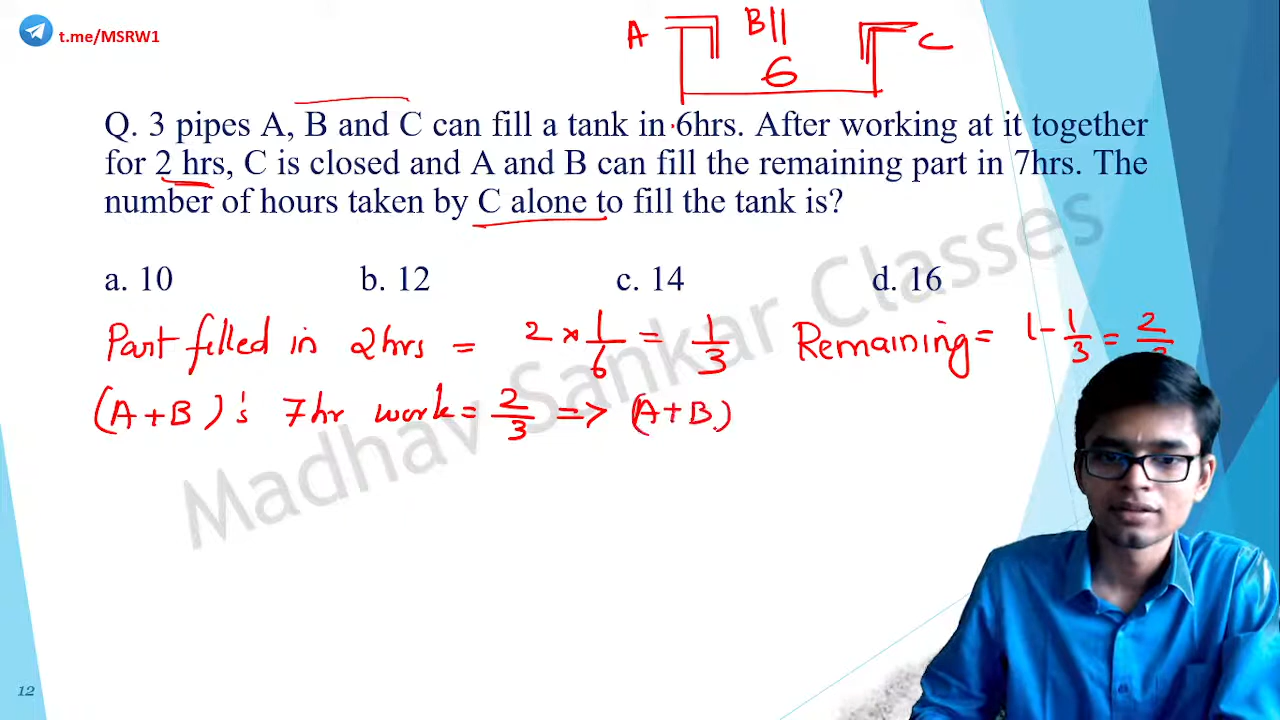 t.me/MSRW1
A B C
6
Q. 3 pipes A, B and C can fill a tank in 6hrs. After working at it together
for 2 hrs, C is closed and A and B can fill the remaining part in 7hrs. The
number of hours taken by C alone to fill the tank is?
a. 10 b. 12 c. 14 d. 16
Part filled in 2hrs = 2 × 1/6 = 1/3 Remaining = 1 - 1/3 = 2/3
(A+B)'s 7hr work = 2/3 => (A+B)
Madhav Sankar Classes
12